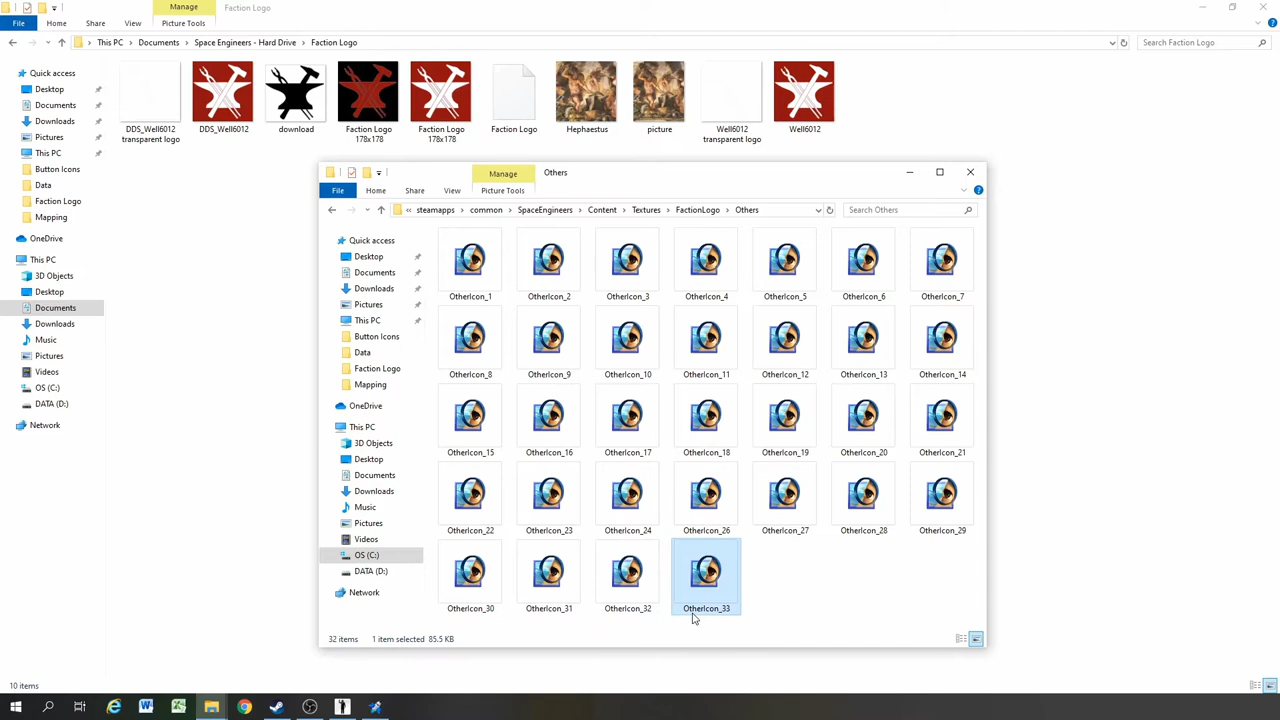 Manage
Faction Logo
File Home Share View Picture Tools
This PC Documents Space Engineers - Hard Drive Faction Logo
Search Faction Logo
Quick access
Desktop
Documents
Downloads
Pictures
This PC
Button Icons
Data
Faction Logo
Mapping
OneDrive
This PC
3D Objects
Desktop
Documents
Downloads
Music
Pictures
Videos
OS (C:)
DATA (D:)
Network
DDS_Well6012 transparent logo
DDS_Well6012
download
Faction Logo 178x178
Faction Logo 178x178
Faction Logo
Hephaestus
picture
Well6012 transparent logo
Well6012
Manage
Others
File Home Share View Picture Tools
« steamapps common SpaceEngineers Content Textures FactionLogo Others
Search Others
Quick access
Desktop
Documents
Downloads
Pictures
This PC
Button Icons
Data
Faction Logo
Mapping
OneDrive
This PC
3D Objects
Desktop
Documents
Downloads
Music
Pictures
Videos
OS (C:)
DATA (D:)
Network
OtherIcon_1 OtherIcon_2 OtherIcon_3 OtherIcon_4 OtherIcon_5 OtherIcon_6 OtherIcon_7
OtherIcon_8 OtherIcon_9 OtherIcon_10 OtherIcon_11 OtherIcon_12 OtherIcon_13 OtherIcon_14
OtherIcon_15 OtherIcon_16 OtherIcon_17 OtherIcon_18 OtherIcon_19 OtherIcon_20 OtherIcon_21
OtherIcon_22 OtherIcon_23 OtherIcon_24 OtherIcon_26 OtherIcon_27 OtherIcon_28 OtherIcon_29
OtherIcon_30 OtherIcon_31 OtherIcon_32 OtherIcon_33
32 items 1 item selected 85.5 KB
10 items